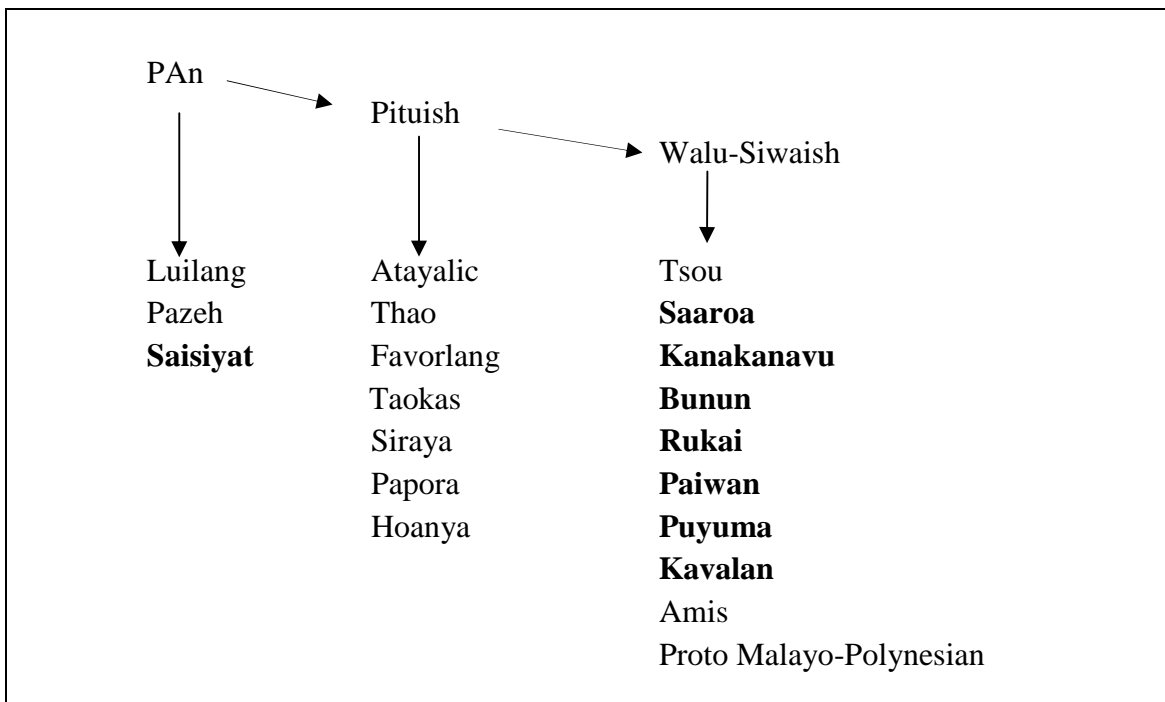 PAn
Pituish
Walu-Siwaish
Luilang
Pazeh
Saisiyat
Atayalic
Thao
Favorlang
Taokas
Siraya
Papora
Hoanya
Tsou
Saaroa
Kanakanavu
Bunun
Rukai
Paiwan
Puyuma
Kavalan
Amis
Proto Malayo-Polynesian